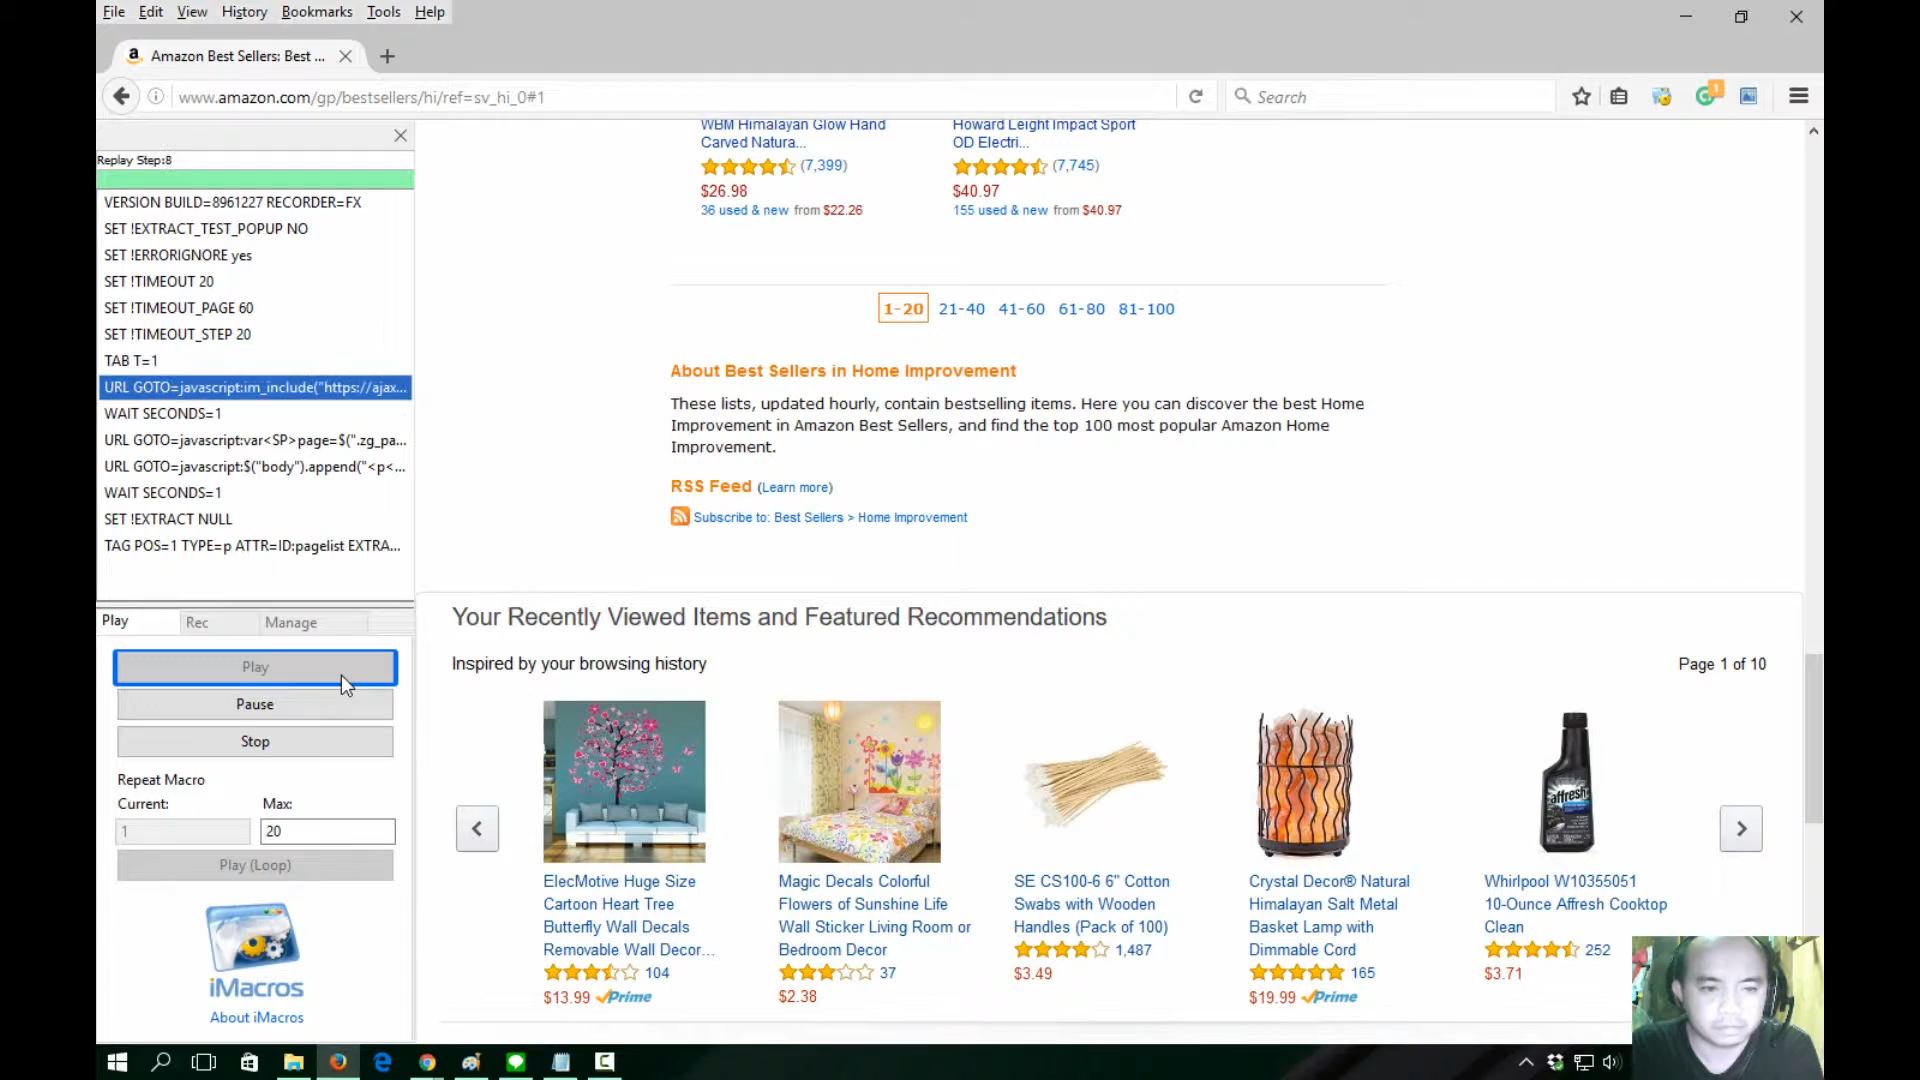 File Edit View History Bookmarks Tools Help
Amazon Best Sellers: Best ...
www.amazon.com/gp/bestsellers/hi/ref=sv_hi_0#1
Search
1
Replay Step:8
VERSION BUILD=8961227 RECORDER=FX
SET !EXTRACT_TEST_POPUP NO
SET !ERRORIGNORE yes
SET !TIMEOUT 20
SET !TIMEOUT_PAGE 60
SET !TIMEOUT_STEP 20
TAB T=1
URL GOTO=javascript:im_include("https://ajax...
WAIT SECONDS=1
URL GOTO=javascript:var<SP>page=$(".zg_pa...
URL GOTO=javascript:$("body").append("<p<...
WAIT SECONDS=1
SET !EXTRACT NULL
TAG POS=1 TYPE=p ATTR=ID:pagelist EXTRA...
Play Rec Manage
Play
Pause
Stop
Repeat Macro
Current: Max:
1 20
Play (Loop)
iMacros
About iMacros
WBM Himalayan Glow Hand
Carved Natura...
(7,399)
$26.98
36 used & new from $22.26
Howard Leight Impact Sport
OD Electri...
(7,745)
$40.97
155 used & new from $40.97
1-20 21-40 41-60 61-80 81-100
About Best Sellers in Home Improvement
These lists, updated hourly, contain bestselling items. Here you can discover the best Home
Improvement in Amazon Best Sellers, and find the top 100 most popular Amazon Home
Improvement.
RSS Feed (Learn more)
Subscribe to: Best Sellers > Home Improvement
Your Recently Viewed Items and Featured Recommendations
Inspired by your browsing history
Page 1 of 10
ElecMotive Huge Size
Cartoon Heart Tree
Butterfly Wall Decals
Removable Wall Decor...
104
$13.99 Prime
Magic Decals Colorful
Flowers of Sunshine Life
Wall Sticker Living Room or
Bedroom Decor
37
$2.38
SE CS100-6 6" Cotton
Swabs with Wooden
Handles (Pack of 100)
1,487
$3.49
Crystal Decor® Natural
Himalayan Salt Metal
Basket Lamp with
Dimmable Cord
165
$19.99 Prime
affresh
Whirlpool W10355051
10-Ounce Affresh Cooktop
Clean
252
$3.71